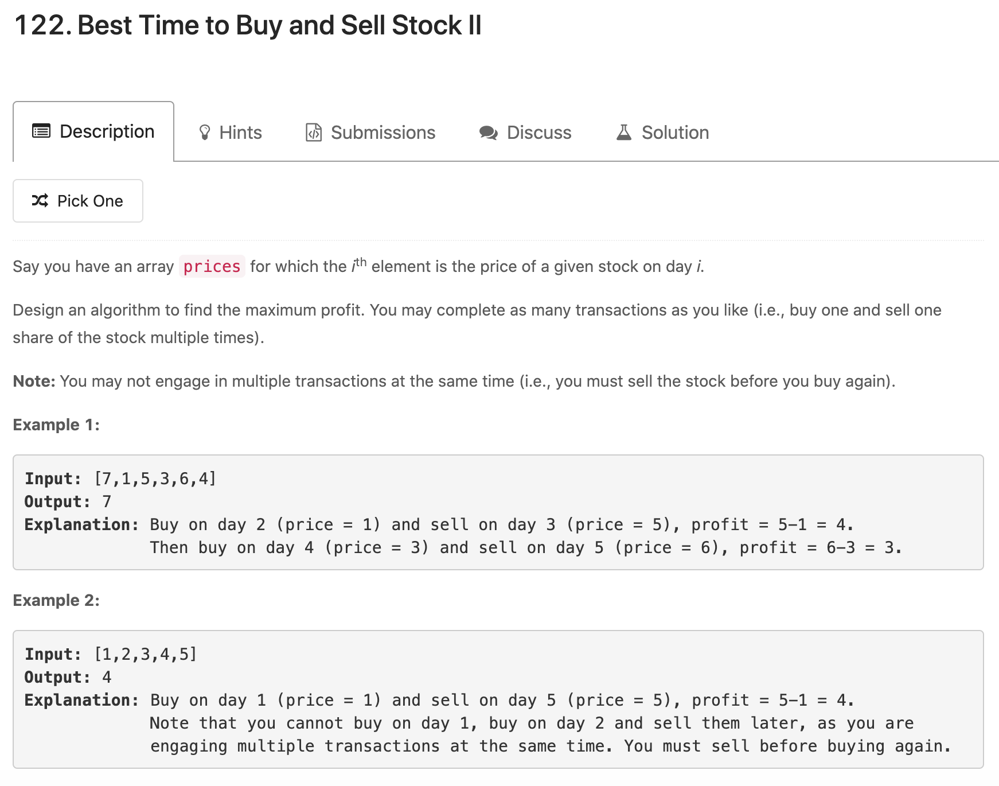 122. Best Time to Buy and Sell Stock II
Description Hints Submissions Discuss Solution
Pick One
Say you have an array prices for which the ith element is the price of a given stock on day i.
Design an algorithm to find the maximum profit. You may complete as many transactions as you like (i.e., buy one and sell one
share of the stock multiple times).
Note: You may not engage in multiple transactions at the same time (i.e., you must sell the stock before you buy again).
Example 1:
Input: [7,1,5,3,6,4]
Output: 7
Explanation: Buy on day 2 (price = 1) and sell on day 3 (price = 5), profit = 5-1 = 4.
Then buy on day 4 (price = 3) and sell on day 5 (price = 6), profit = 6-3 = 3.
Example 2:
Input: [1,2,3,4,5]
Output: 4
Explanation: Buy on day 1 (price = 1) and sell on day 5 (price = 5), profit = 5-1 = 4.
Note that you cannot buy on day 1, buy on day 2 and sell them later, as you are
engaging multiple transactions at the same time. You must sell before buying again.